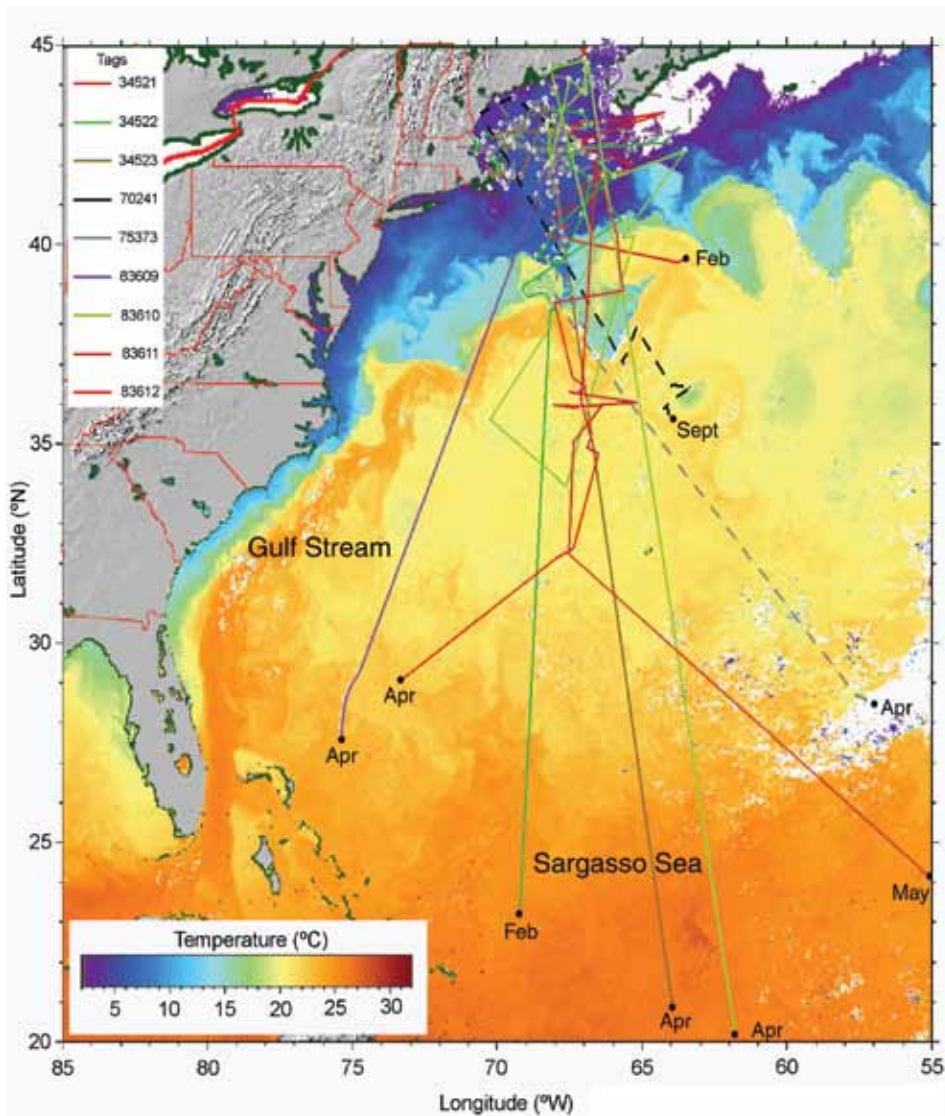 45
Tags
34521
34522
34523
70241
75373
83609
83610
83611
83612
40
Feb
35
Sept
Gulf Stream
30
Apr
Apr
Apr
25
Sargasso Sea
May
Feb
Temperature (ºC)
5 10 15 20 25 30
Apr Apr
20
85 80 75 70 65 60 55
Latitude (ºN)
Longitude (ºW)